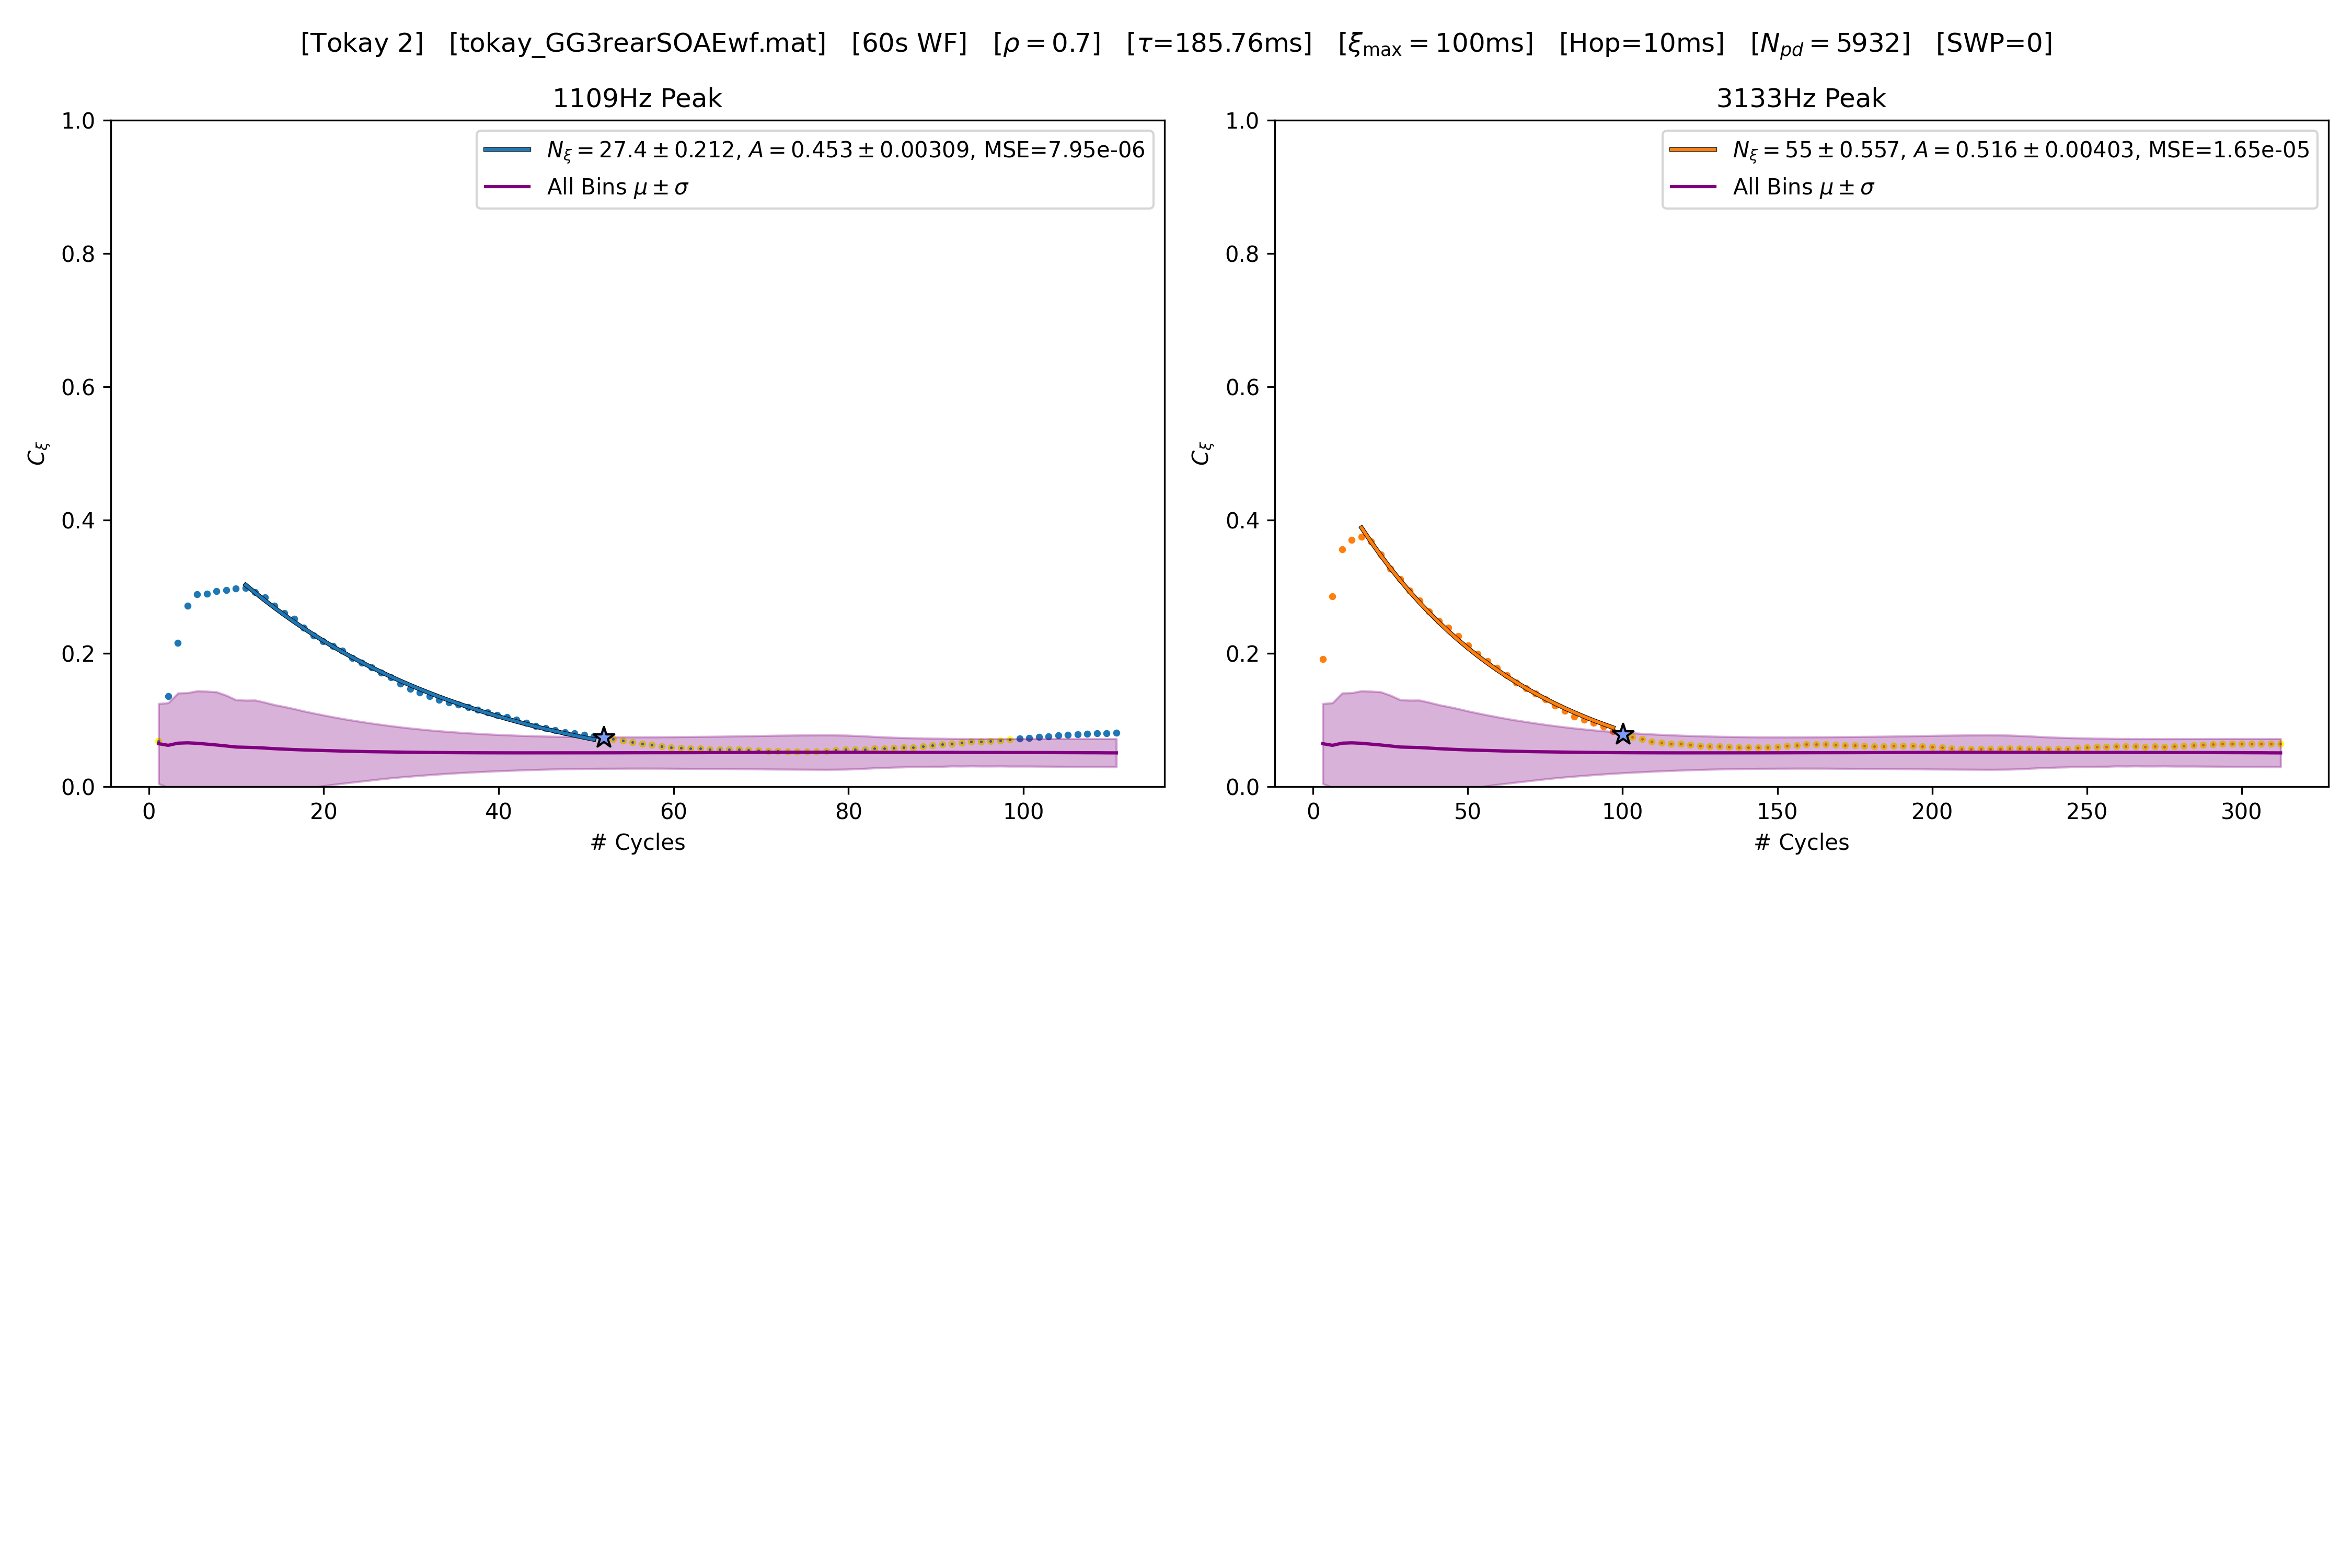 [Tokay 2] [tokay_GG3rearSOAEwf.mat] [60s WF] [ρ = 0.7] [τ=185.76ms] [ξmax = 100ms] [Hop=10ms] [Npd = 5932] [SWP=0]
1109Hz Peak
Nξ = 27.4 ± 0.212, A = 0.453 ± 0.00309, MSE=7.95e-06
All Bins μ ± σ
1.0
0.8
0.6
0.4
0.2
0.0
Cξ
0 20 40 60 80 100
# Cycles
3133Hz Peak
Nξ = 55 ± 0.557, A = 0.516 ± 0.00403, MSE=1.65e-05
All Bins μ ± σ
1.0
0.8
0.6
0.4
0.2
0.0
Cξ
0 50 100 150 200 250 300
# Cycles